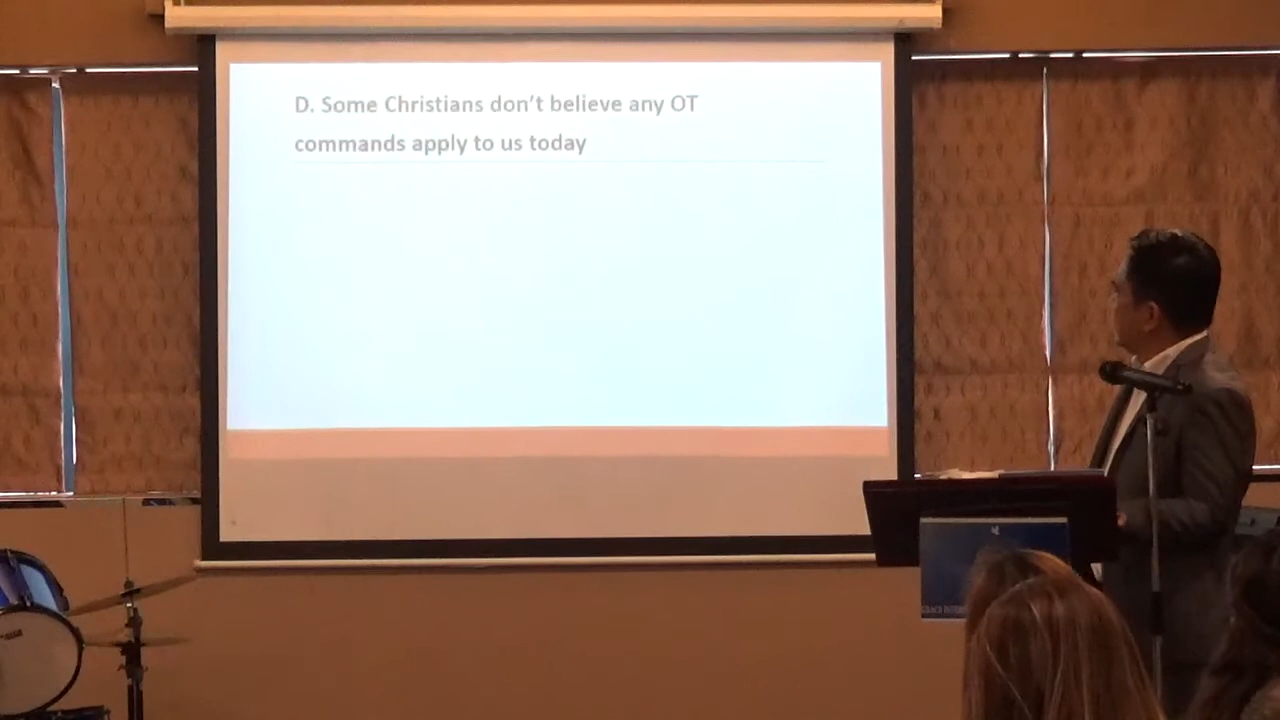 D. Some Christians don't believe any OT
commands apply to us today